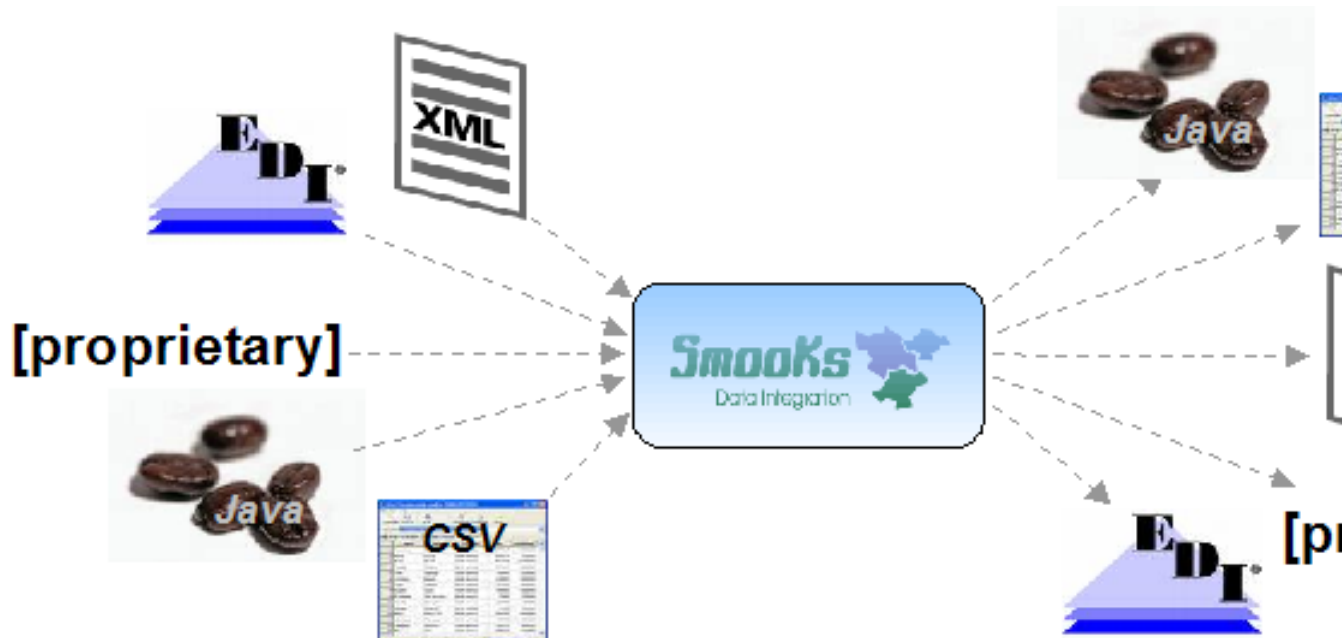 EDI
XML
[proprietary]
Java
CSV
Smooks
Data Integration
Java
EDI
[pr